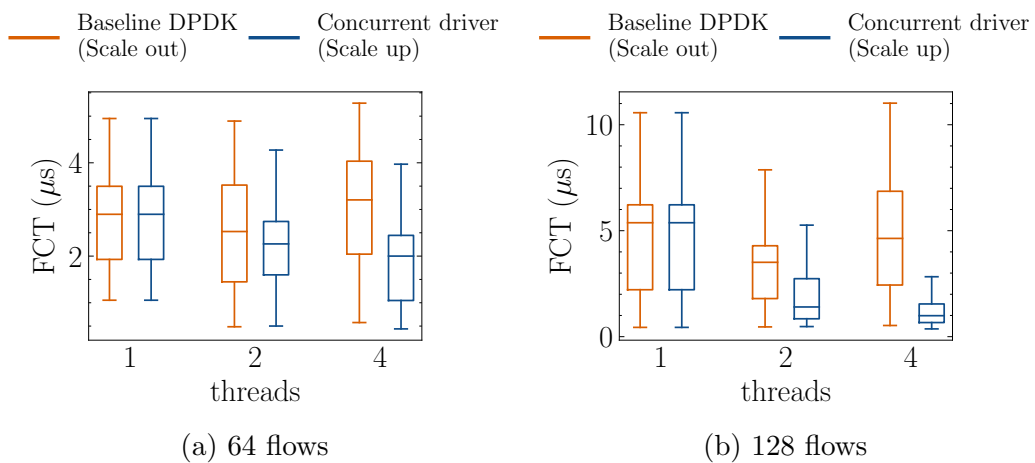 Baseline DPDK
(Scale out)
Concurrent driver
(Scale up)
4
2
FCT (μs)
1 2 4
threads
(a) 64 flows
Baseline DPDK
(Scale out)
Concurrent driver
(Scale up)
10
5
0
FCT (μs)
1 2 4
threads
(b) 128 flows